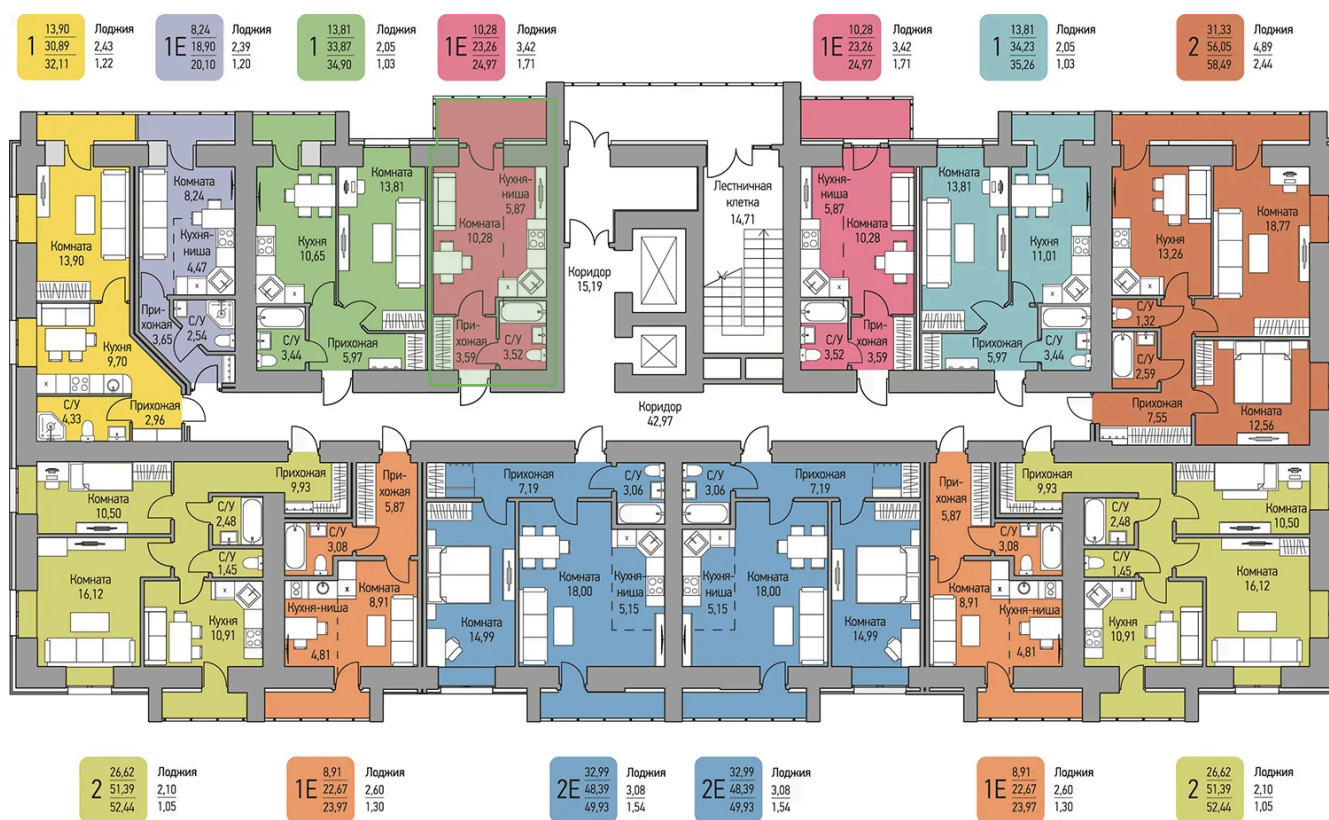 1
13,90
30,89
32,11
Лоджия
2,43
1,22
1Е
8,24
18,90
20,10
Лоджия
2,39
1,20
1
13,81
33,87
34,90
Лоджия
2,05
1,03
1Е
10,28
23,26
24,97
Лоджия
3,42
1,71
1Е
10,28
23,26
24,97
Лоджия
3,42
1,71
1
13,81
34,23
35,26
Лоджия
2,05
1,03
2
31,33
56,05
58,49
Лоджия
4,89
2,44
Комната
13,90
Кухня
9,70
С/У
4,33
Прихожая
2,96
Комната
8,24
Кухня-
ниша
4,47
При-
хожая
3,65
С/У
2,54
Кухня
10,65
Комната
13,81
С/У
3,44
Прихожая
5,97
Кухня-
ниша
5,87
Комната
10,28
При-
хожая
3,59
С/У
3,52
Коридор
15,19
Лестничная
клетка
14,71
Кухня-
ниша
5,87
Комната
10,28
С/У
3,52
При-
хожая
3,59
Комната
13,81
Кухня
11,01
Прихожая
5,97
С/У
3,44
Кухня
13,26
Комната
18,77
С/У
1,32
С/У
2,59
Прихожая
7,55
Комната
12,56
Коридор
42,97
Комната
10,50
Прихожая
9,93
С/У
2,48
С/У
1,45
Комната
16,12
Кухня
10,91
При-
хожая
5,87
С/У
3,08
Комната
8,91
Кухня-ниша
4,81
Прихожая
7,19
С/У
3,06
Комната
14,99
Комната
18,00
Кухня-
ниша
5,15
С/У
3,06
Прихожая
7,19
Кухня-
ниша
5,15
Комната
18,00
Комната
14,99
При-
хожая
5,87
С/У
3,08
Комната
8,91
Кухня-ниша
4,81
Прихожая
9,93
С/У
2,48
С/У
1,45
Комната
10,50
Комната
16,12
Кухня
10,91
2
26,62
51,39
52,44
Лоджия
2,10
1,05
1Е
8,91
22,67
23,97
Лоджия
2,60
1,30
2Е
32,99
48,39
49,93
Лоджия
3,08
1,54
2Е
32,99
48,39
49,93
Лоджия
3,08
1,54
1Е
8,91
22,67
23,97
Лоджия
2,60
1,30
2
26,62
51,39
52,44
Лоджия
2,10
1,05